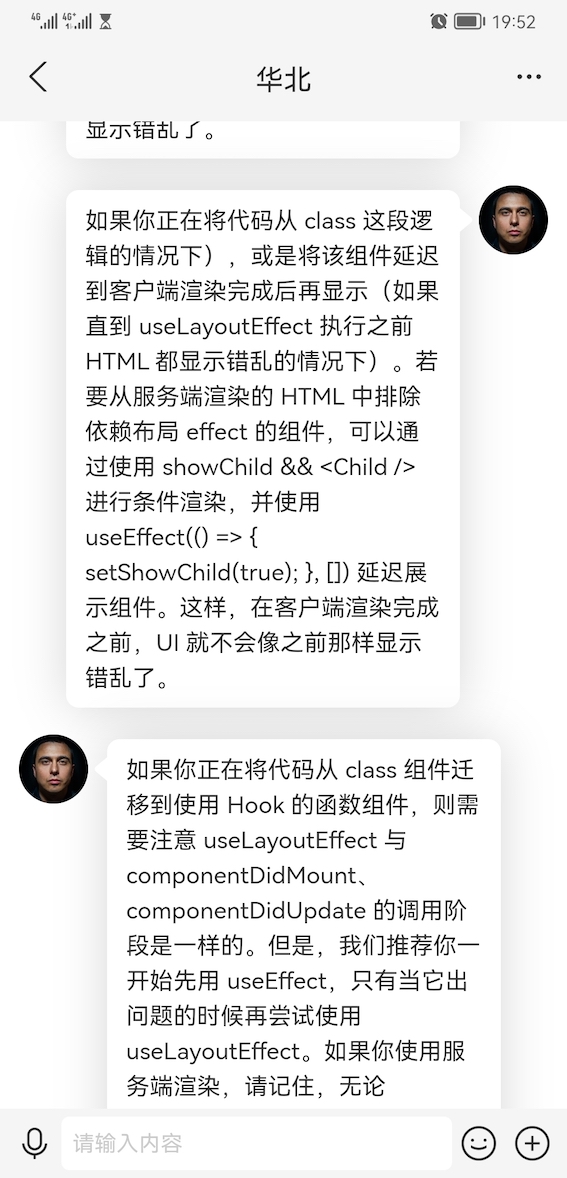 4G 4G+ 19:52
华北
显示错乱了。
如果你正在将代码从 class 这段逻
辑的情况下），或是将该组件延迟
到客户端渲染完成后再显示（如果
直到 useLayoutEffect 执行之前
HTML 都显示错乱的情况下）。若
要从服务端渲染的 HTML 中排除
依赖布局 effect 的组件，可以通
过使用 showChild && <Child />
进行条件渲染，并使用
useEffect(() => {
setShowChild(true); }, []) 延迟展
示组件。这样，在客户端渲染完成
之前，UI 就不会像之前那样显示
错乱了。
如果你正在将代码从 class 组件迁
移到使用 Hook 的函数组件，则需
要注意 useLayoutEffect 与
componentDidMount、
componentDidUpdate 的调用阶
段是一样的。但是，我们推荐你一
开始先用 useEffect，只有当它出
问题的时候再尝试使用
useLayoutEffect。如果你使用服
务端渲染，请记住，无论
请输入内容